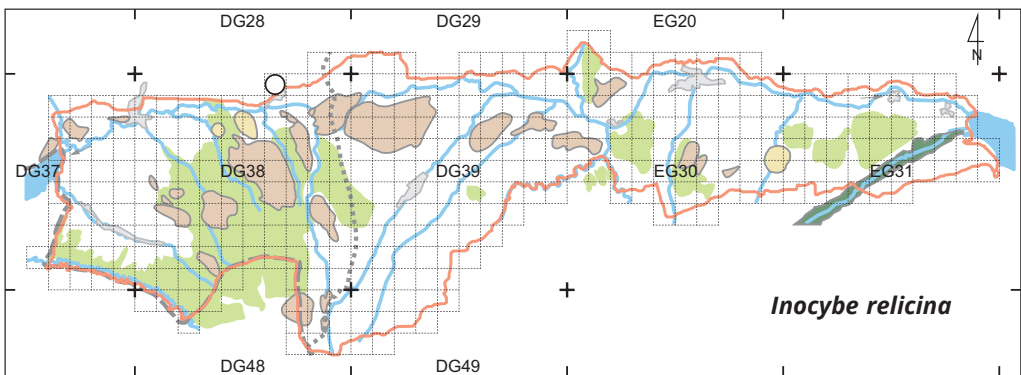 DG28 DG29 EG20
N
DG37 DG38 DG39 EG30 EG31
Inocybe relicina
DG48 DG49